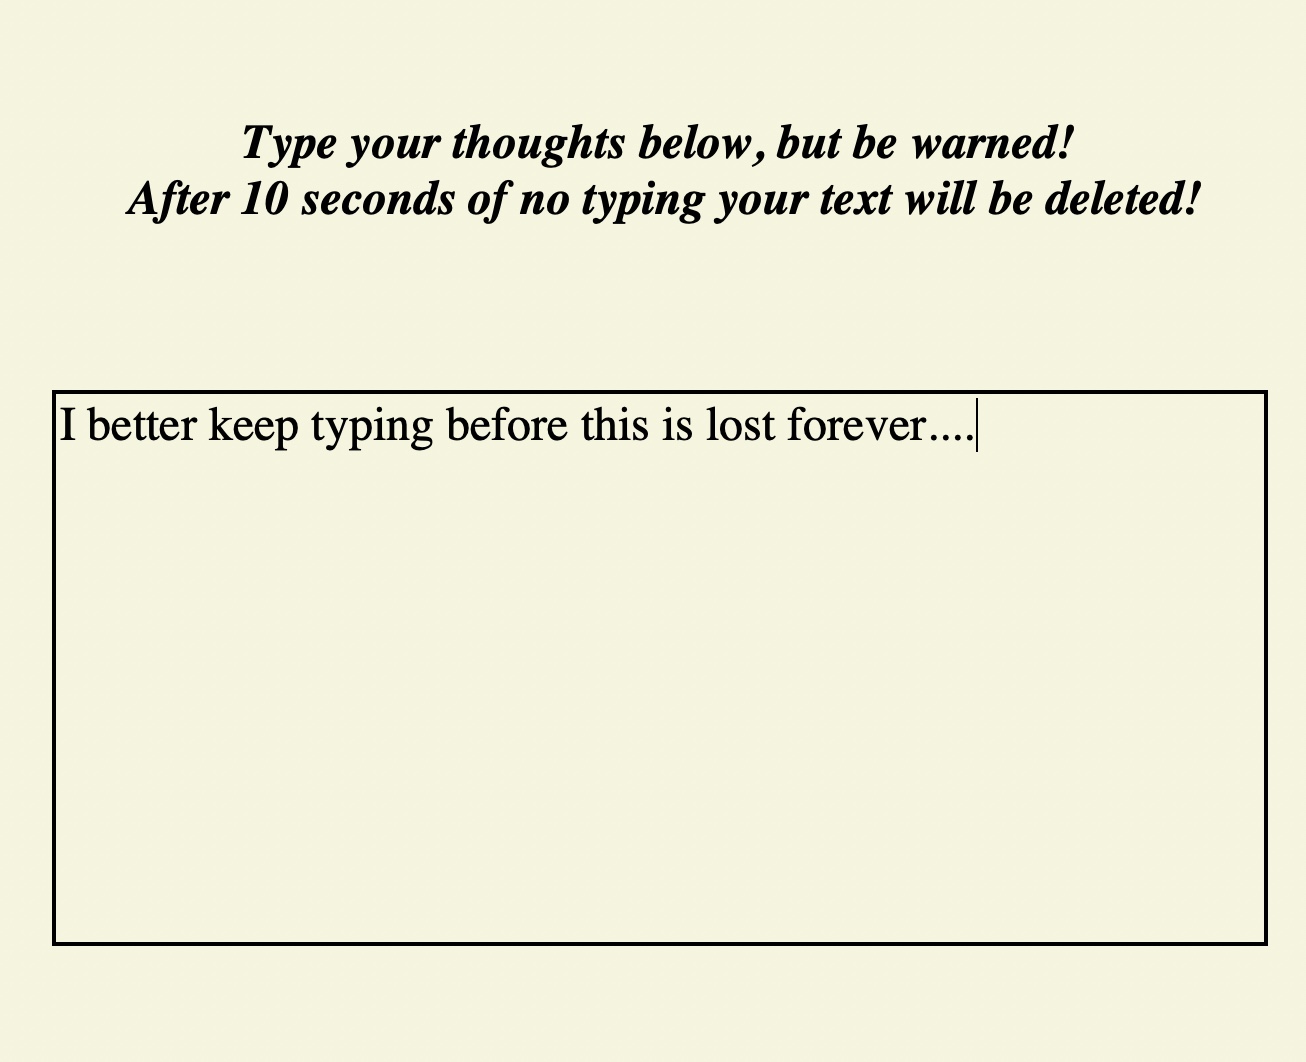 Type your thoughts below, but be warned!
After 10 seconds of no typing your text will be deleted!
I better keep typing before this is lost forever....